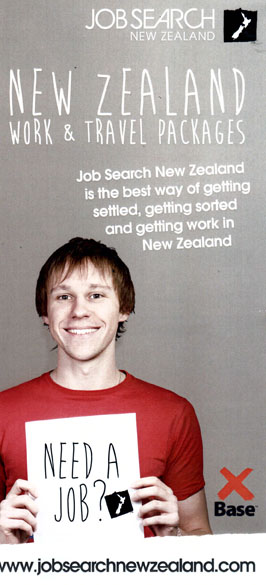 JOB SEARCH
NEW ZEALAND
NEW ZEALAND
WORK & TRAVEL PACKAGES
Job Search New Zealand
is the best way of getting
settled, getting sorted
and getting work in
New Zealand
NEED A
JOB?
Base
www.jobsearchnewzealand.com